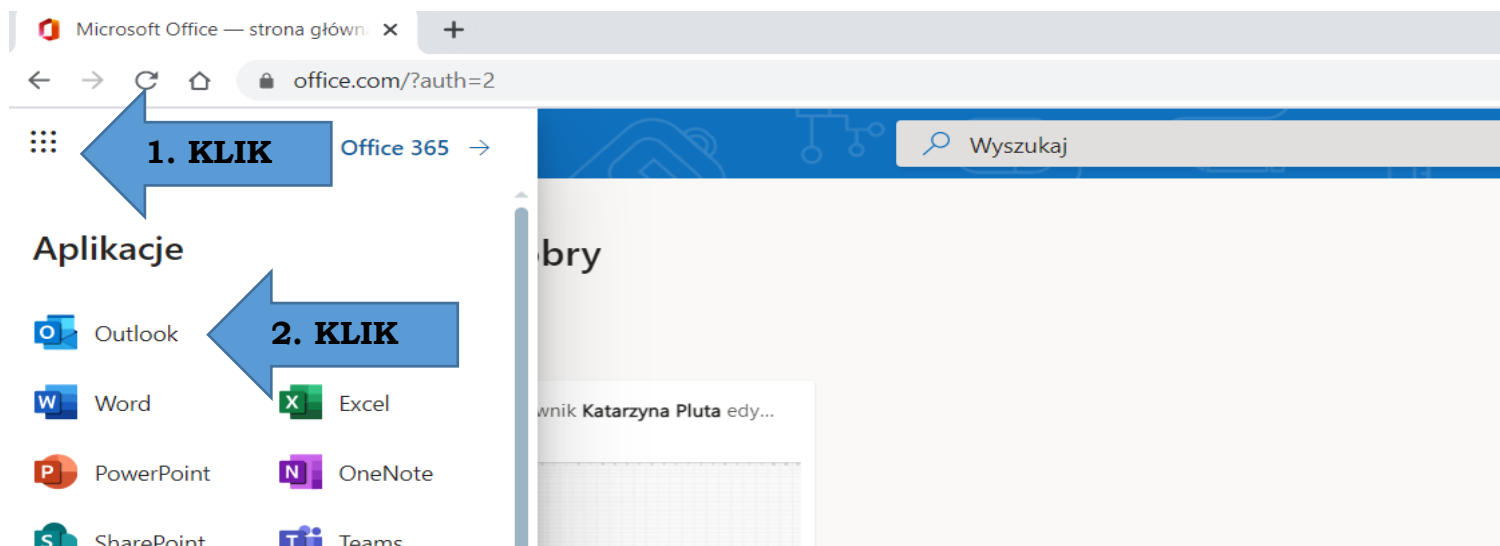 Microsoft Office — strona główn
office.com/?auth=2
1. KLIK
Office 365 →
Wyszukaj
Aplikacje
bry
Outlook
2. KLIK
Word
Excel
wnik Katarzyna Pluta edy...
PowerPoint
OneNote
SharePoint
Teams